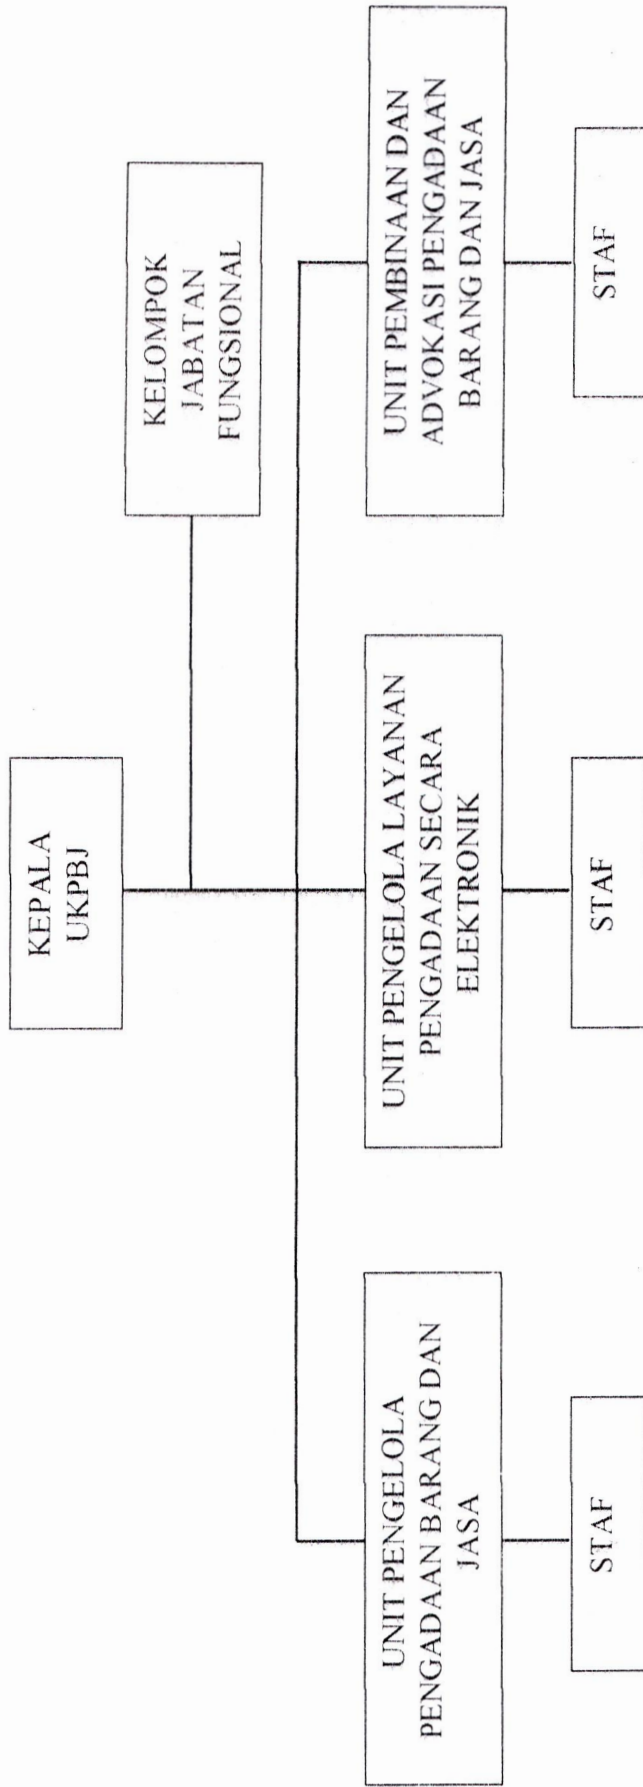 KEPALA
UKPBJ
KELOMPOK
JABATAN
FUNGSIONAL
UNIT PENGELOLA
PENGADAAN BARANG DAN
JASA
UNIT PENGELOLA LAYANAN
PENGADAAN SECARA
ELEKTRONIK
UNIT PEMBINAAN DAN
ADVOKASI PENGADAAN
BARANG DAN JASA
STAF
STAF
STAF